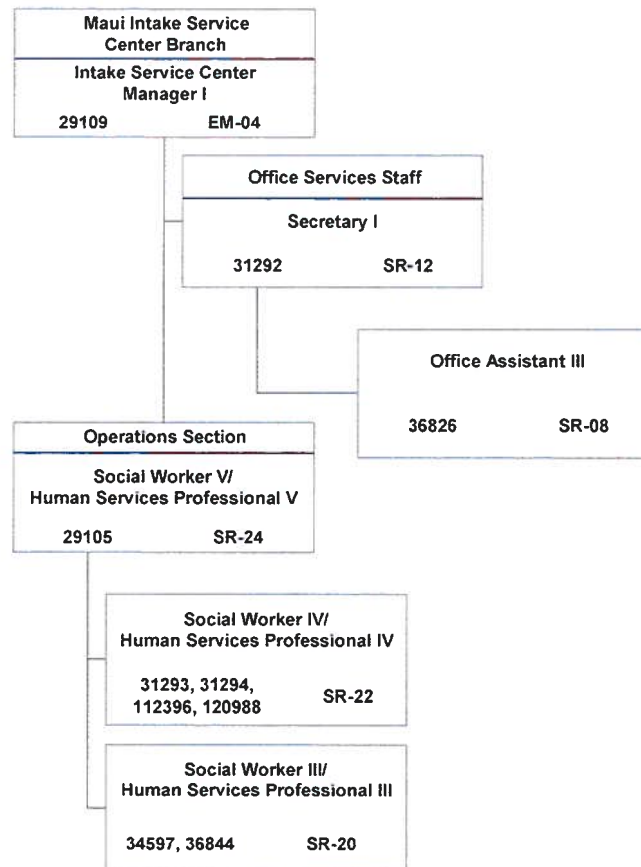 Maui Intake Service
Center Branch
Intake Service Center
Manager I
29109 EM-04
Office Services Staff
Secretary I
31292 SR-12
Office Assistant III
36826 SR-08
Operations Section
Social Worker V/
Human Services Professional V
29105 SR-24
Social Worker IV/
Human Services Professional IV
31293, 31294,
112396, 120988 SR-22
Social Worker III/
Human Services Professional III
34597, 36844 SR-20